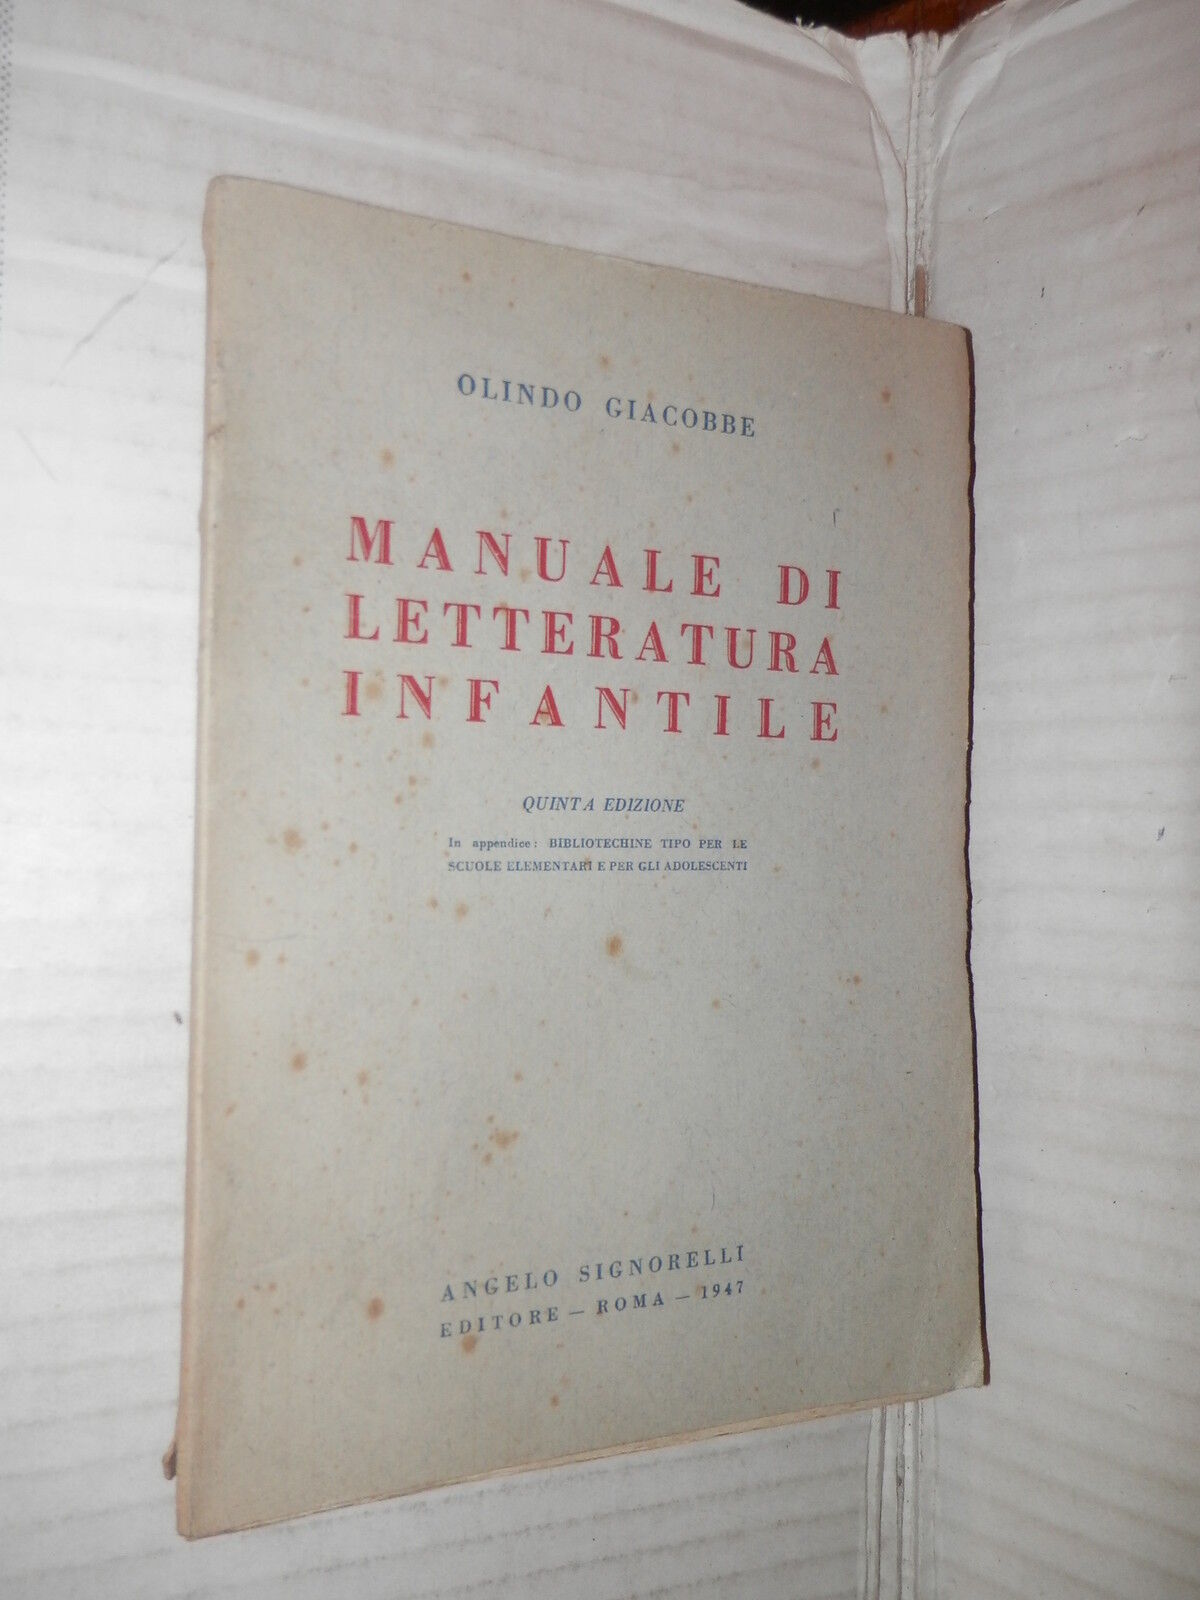 OLINDO GIACOBBE
MANUALE DI
LETTERATURA
INFANTILE
QUINTA EDIZIONE
In appendice: BIBLIOTECHINE TIPO PER LE
SCUOLE ELEMENTARI E PER GLI ADOLESCENTI
ANGELO SIGNORELLI
EDITORE — ROMA — 1947